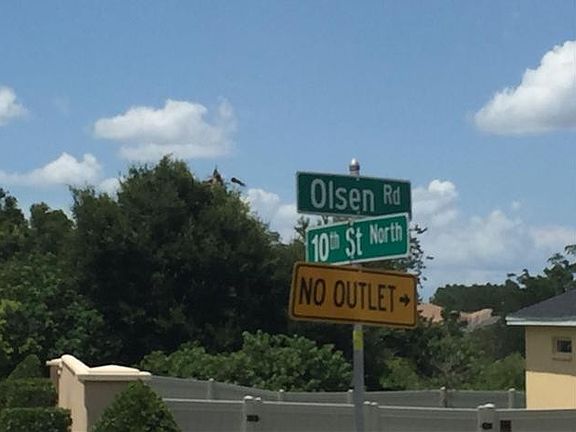 Olsen Rd
10th St North
NO OUTLET→